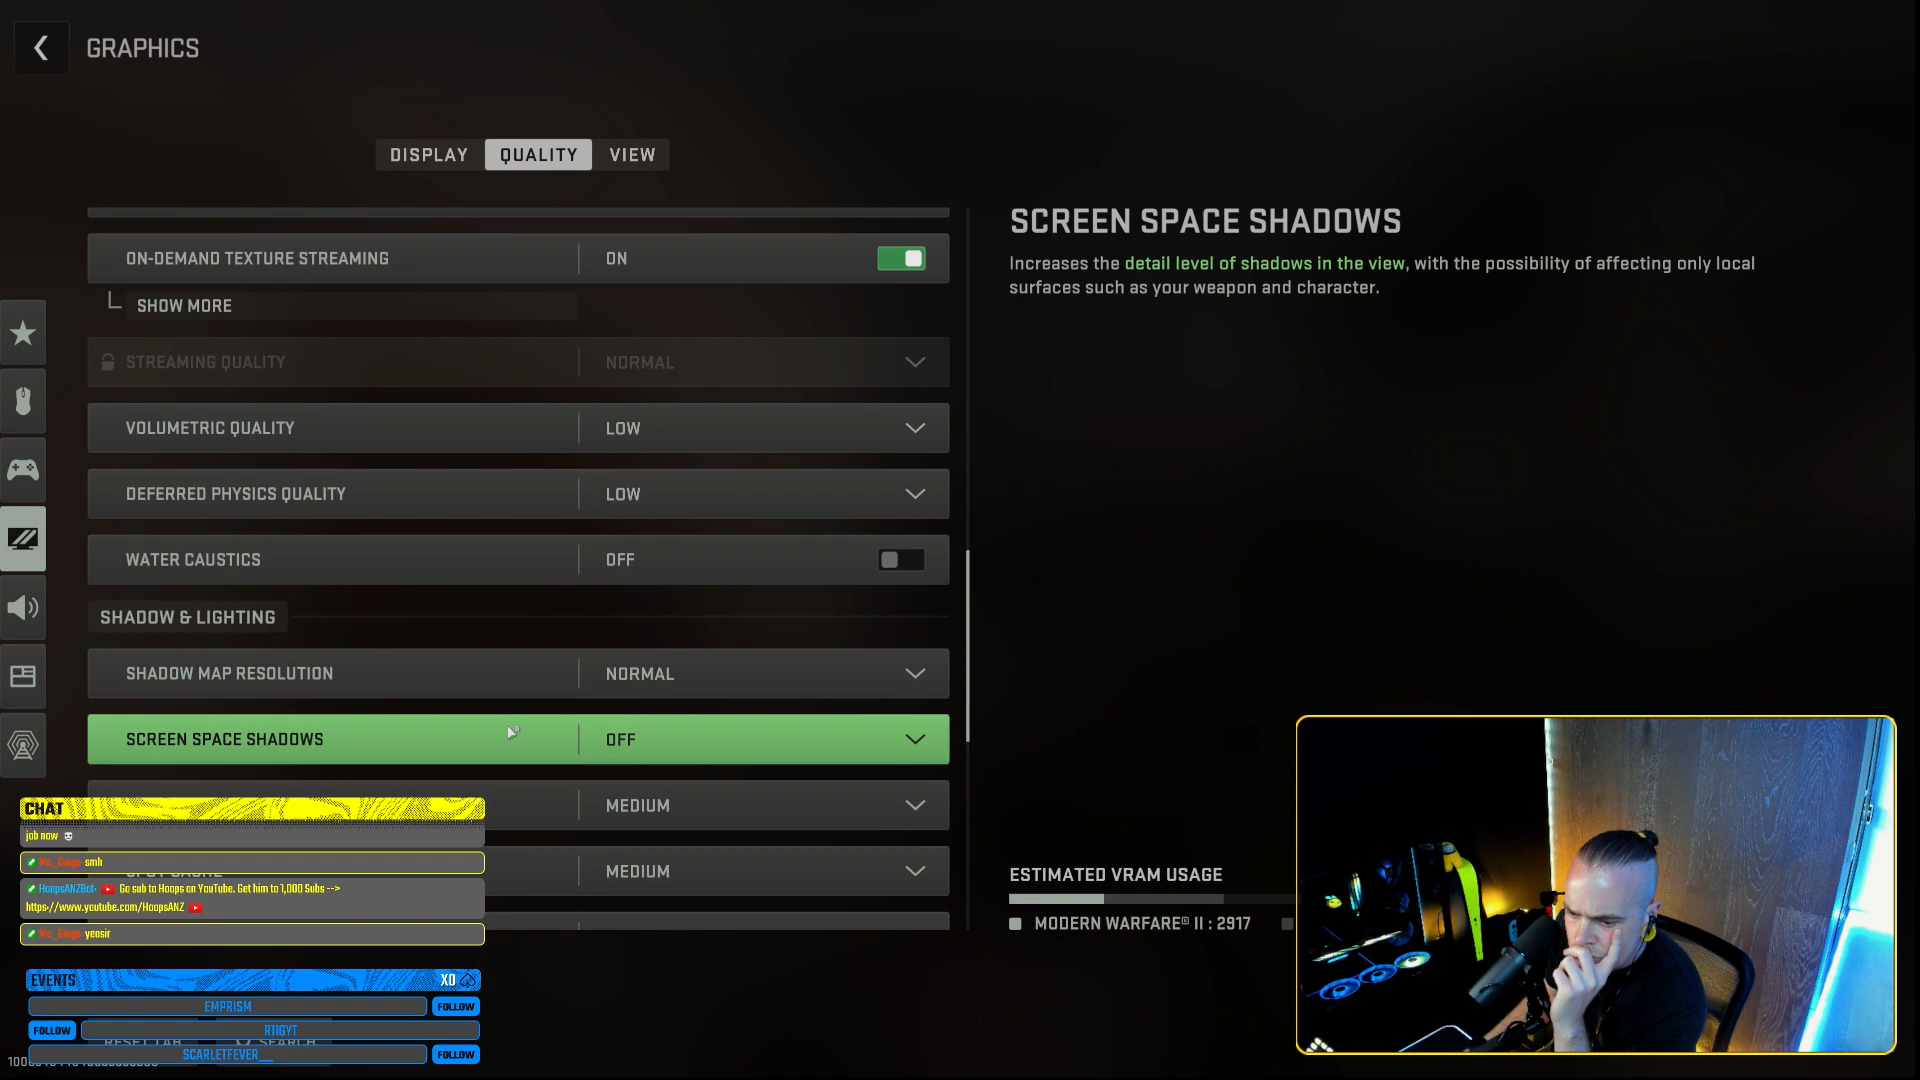 GRAPHICS
DISPLAY
QUALITY
VIEW
ON-DEMAND TEXTURE STREAMING
ON
SHOW MORE
STREAMING QUALITY
NORMAL
VOLUMETRIC QUALITY
LOW
DEFERRED PHYSICS QUALITY
LOW
WATER CAUSTICS
OFF
SHADOW & LIGHTING
SHADOW MAP RESOLUTION
NORMAL
SCREEN SPACE SHADOWS
OFF
MEDIUM
MEDIUM
SCREEN SPACE SHADOWS
Increases the detail level of shadows in the view, with the possibility of affecting only local
surfaces such as your weapon and character.
ESTIMATED VRAM USAGE
MODERN WARFARE® II : 2917
CHAT
job now
Mc_Ginge: smh
HoopsANZBot: Go sub to Hoops on YouTube. Get him to 1,000 Subs -->
https://www.youtube.com/HoopsANZ
Mc_Ginge: yeasir
EVENTS
XO
EMPRISM
FOLLOW
FOLLOW
R11GYT
SCARLETFEVER__
FOLLOW